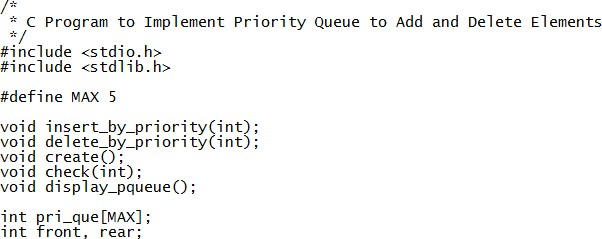 /*
 * C Program to Implement Priority Queue to Add and Delete Elements
 */
#include <stdio.h>
#include <stdlib.h>

#define MAX 5

void insert_by_priority(int);
void delete_by_priority(int);
void create();
void check(int);
void display_pqueue();

int pri_que[MAX];
int front, rear;